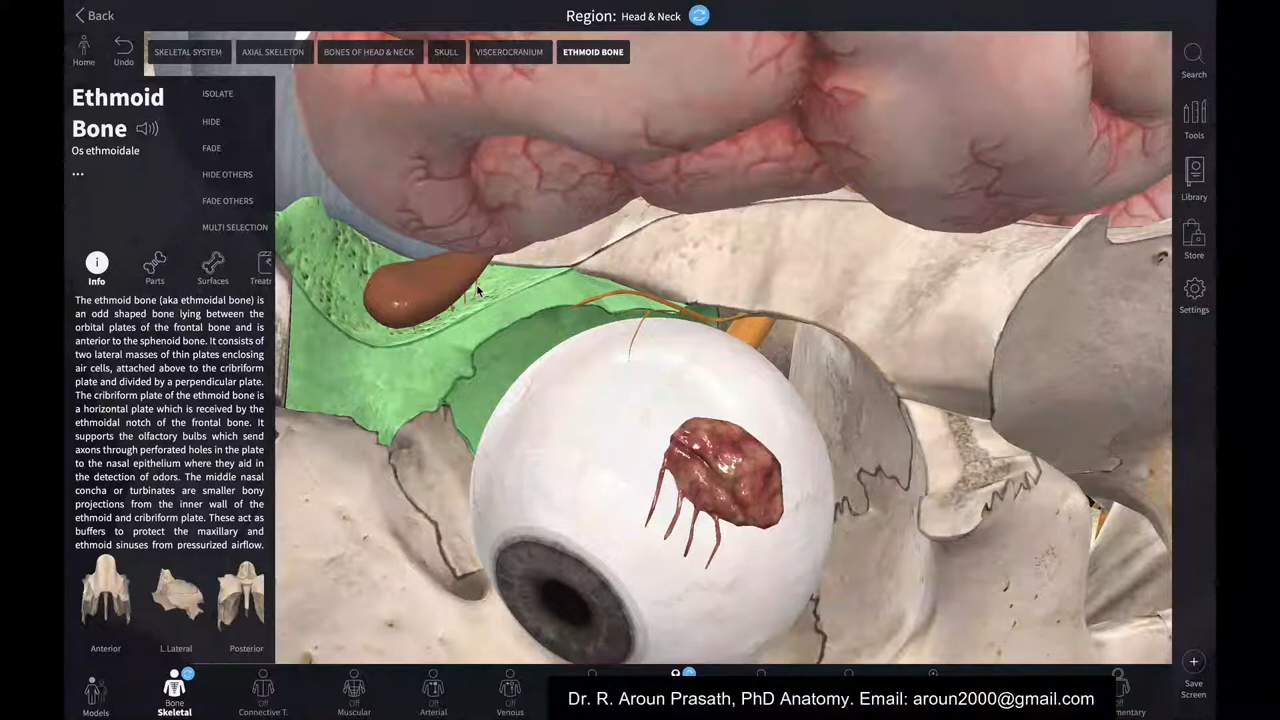 Back
Region: Head & Neck
Home
Undo
SKELETAL SYSTEM
AXIAL SKELETON
BONES OF HEAD & NECK
SKULL
VISCEROCRANIUM
ETHMOID BONE
Ethmoid
Bone
Os ethmoidale
...
ISOLATE
HIDE
FADE
HIDE OTHERS
FADE OTHERS
MULTI SELECTION
Info
Parts
Surfaces
The ethmoid bone (aka ethmoidal bone) is
an odd shaped bone lying between the
orbital plates of the frontal bone and is
anterior to the sphenoid bone. It consists of
two lateral masses of thin plates enclosing
air cells, attached above to the cribriform
plate and divided by a perpendicular plate.
The cribriform plate of the ethmoid bone is
a horizontal plate which is received by the
ethmoidal notch of the frontal bone. It
supports the olfactory bulbs which send
axons through perforated holes in the plate
to the nasal epithelium where they aid in
the detection of odors. The middle nasal
concha or turbinates are smaller bony
projections from the inner wall of the
ethmoid and cribriform plate. These act as
buffers to protect the maxillary and
ethmoid sinuses from pressurized airflow.
Anterior
L.Lateral
Posterior
Search
Tools
Library
Store
Settings
Save
Screen
Models
Bone
Skeletal
Off
Connective T.
Off
Muscular
Off
Arterial
Off
Venous
Dr. R. Aroun Prasath, PhD Anatomy. Email: aroun2000@gmail.com